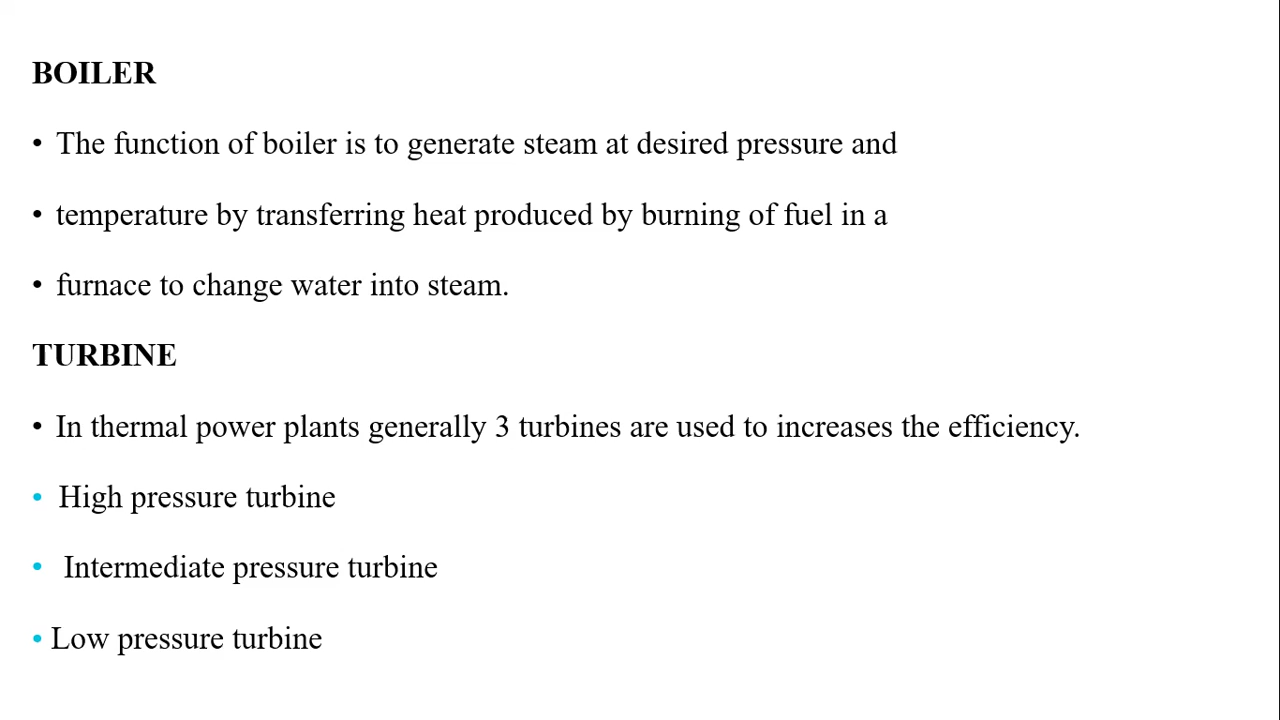 BOILER
• The function of boiler is to generate steam at desired pressure and
• temperature by transferring heat produced by burning of fuel in a
• furnace to change water into steam.
TURBINE
• In thermal power plants generally 3 turbines are used to increases the efficiency.
• High pressure turbine
• Intermediate pressure turbine
• Low pressure turbine